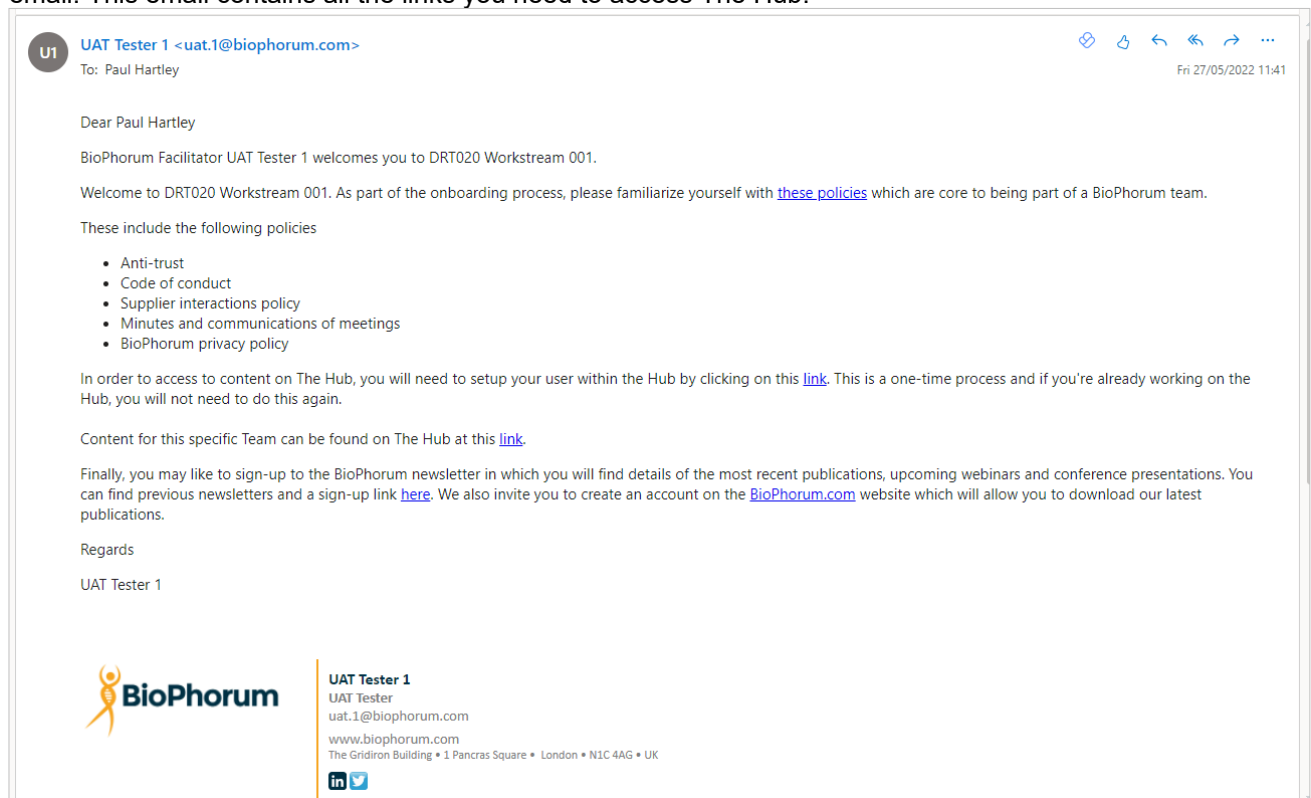 email. This email contains all the links you need to access The Hub.
U1
UAT Tester 1 <uat.1@biophorum.com>
To: Paul Hartley
Fri 27/05/2022 11:41
Dear Paul Hartley
BioPhorum Facilitator UAT Tester 1 welcomes you to DRT020 Workstream 001.
Welcome to DRT020 Workstream 001. As part of the onboarding process, please familiarize yourself with these policies which are core to being part of a BioPhorum team.
These include the following policies
• Anti-trust
• Code of conduct
• Supplier interactions policy
• Minutes and communications of meetings
• BioPhorum privacy policy
In order to access to content on The Hub, you will need to setup your user within the Hub by clicking on this link. This is a one-time process and if you're already working on the
Hub, you will not need to do this again.
Content for this specific Team can be found on The Hub at this link.
Finally, you may like to sign-up to the BioPhorum newsletter in which you will find details of the most recent publications, upcoming webinars and conference presentations. You
can find previous newsletters and a sign-up link here. We also invite you to create an account on the BioPhorum.com website which will allow you to download our latest
publications.
Regards
UAT Tester 1
BioPhorum
UAT Tester 1
UAT Tester
uat.1@biophorum.com
www.biophorum.com
The Gridiron Building • 1 Pancras Square • London • N1C 4AG • UK
in